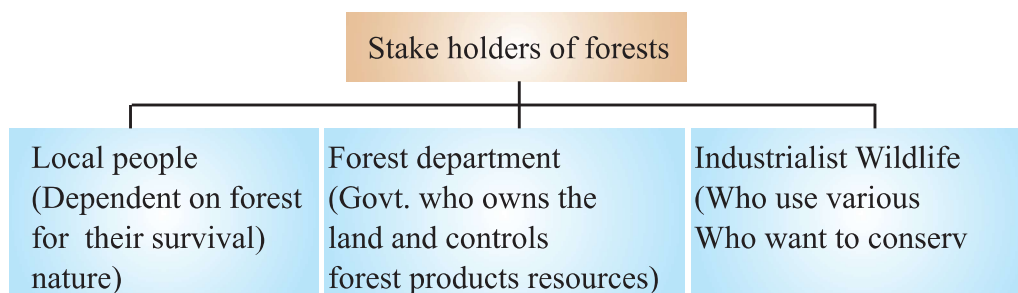 Stake holders of forests
Local people
(Dependent on forest
for their survival)
nature)
Forest department
(Govt. who owns the
land and controls
forest products resources)
Industrialist Wildlife
(Who use various
Who want to conserv